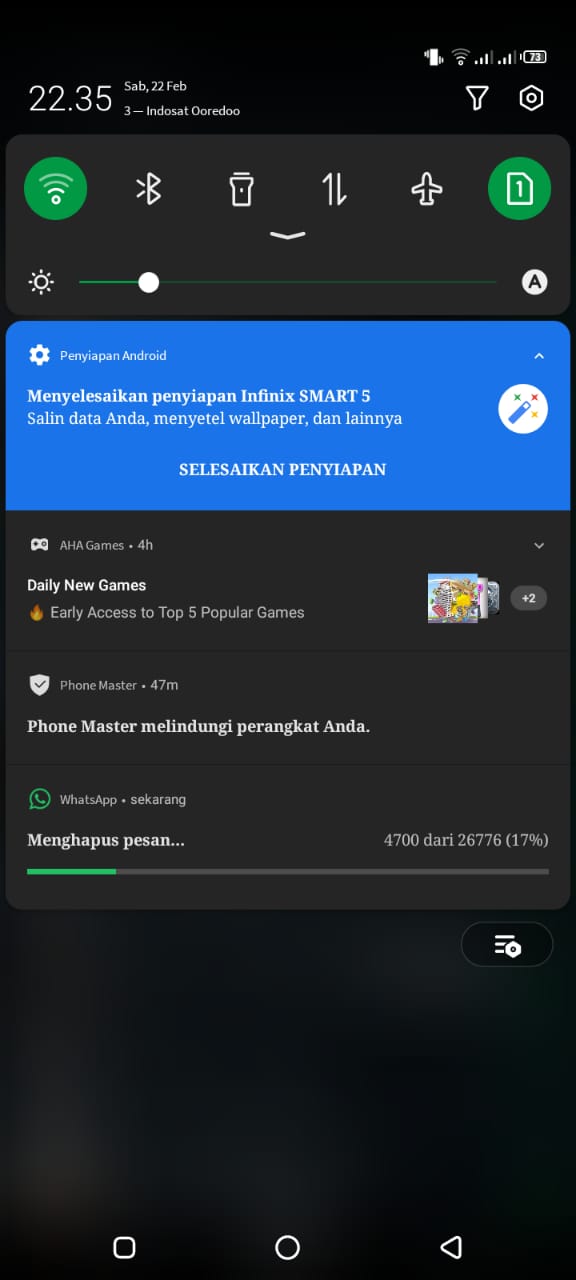 73
22.35
Sab, 22 Feb
3 — Indosat Ooredoo
1
A
Penyiapan Android
Menyelesaikan penyiapan Infinix SMART 5
Salin data Anda, menyetel wallpaper, dan lainnya
SELESAIKAN PENYIAPAN
AHA Games • 4h
Daily New Games
🔥 Early Access to Top 5 Popular Games
+2
Phone Master • 47m
Phone Master melindungi perangkat Anda.
WhatsApp • sekarang
Menghapus pesan... 4700 dari 26776 (17%)